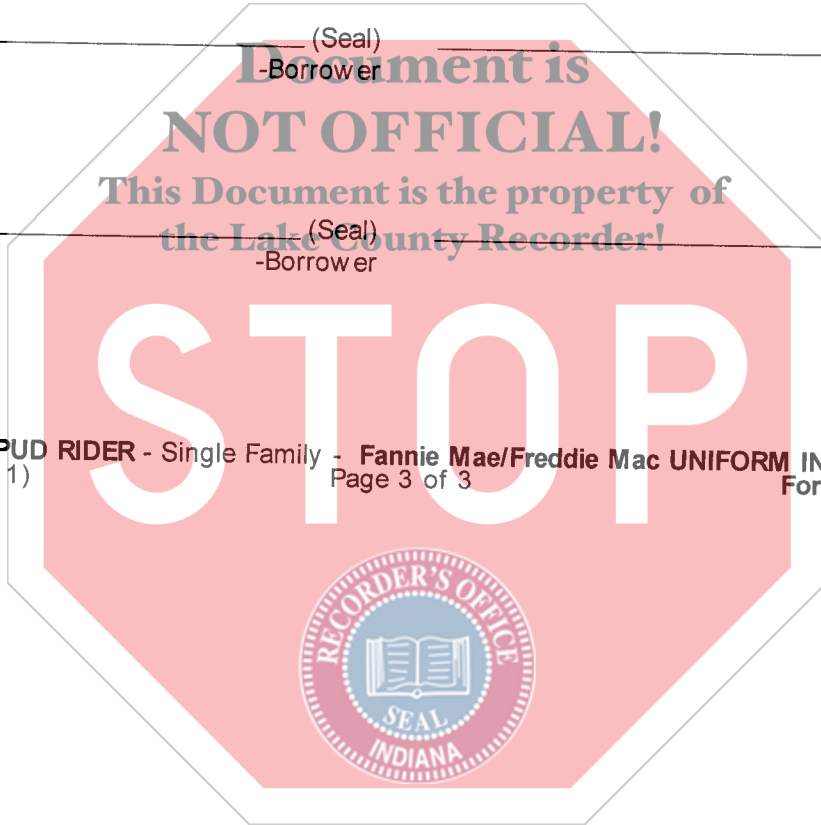 (Seal)
-Borrower
Document is
NOT OFFICIAL!
This Document is the property of
the Lake County Recorder!
(Seal)
-Borrower
STOP
PUD RIDER - Single Family - Fannie Mae/Freddie Mac UNIFORM IN
1)
Page 3 of 3
For
RECORDER'S OFFICE
SEAL
INDIANA